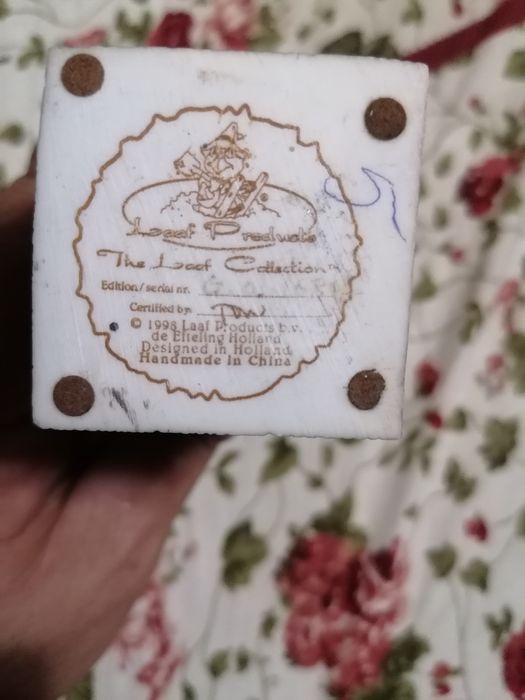 Laaf Products
The Laaf Collection™
Edition / serial nr.
Certified by:
© 1998 Laaf Products b.v.
de Efteling Holland
Designed in Holland
Handmade in China